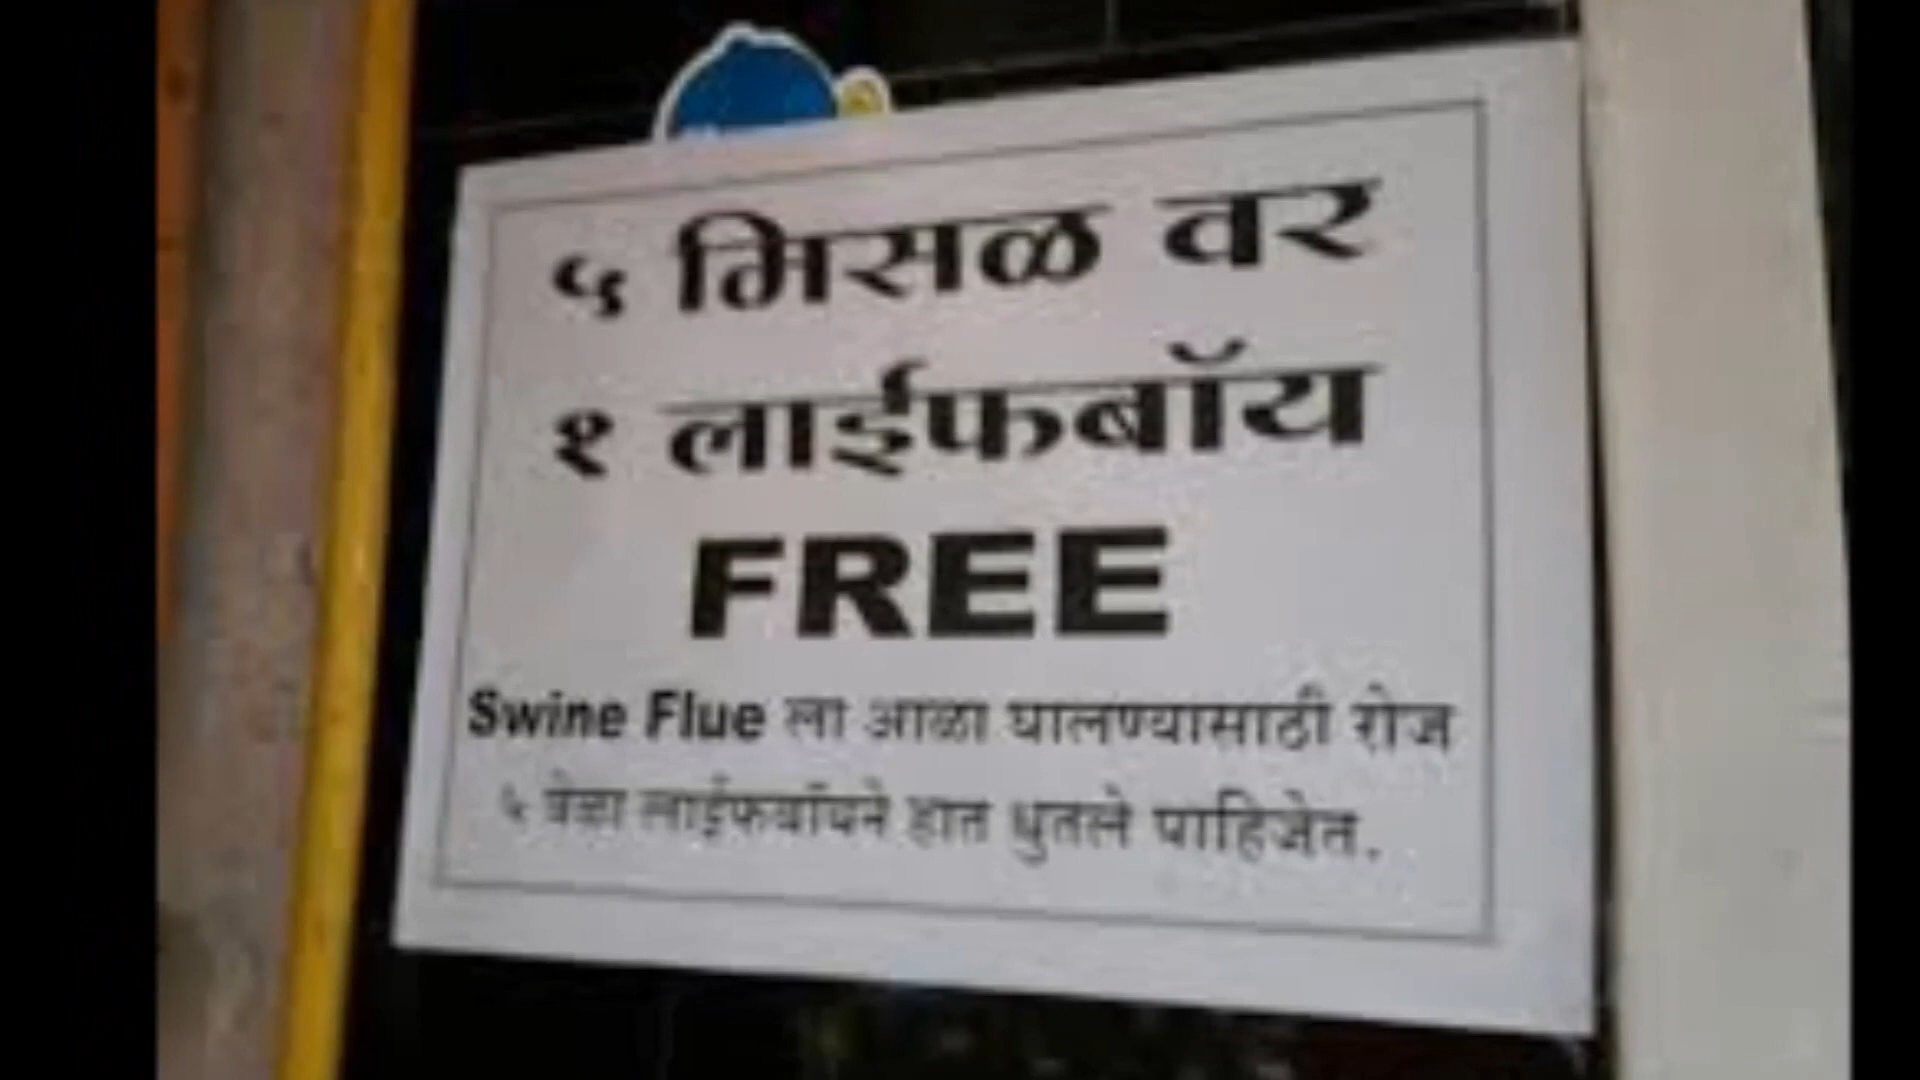 ५ मिसळ वर
१ लाईफबॉय
FREE
Swine Flue ला आळा घालण्यासाठी रोज
५ वेळा लाईफबॉयने हात धुतले पाहिजेत.